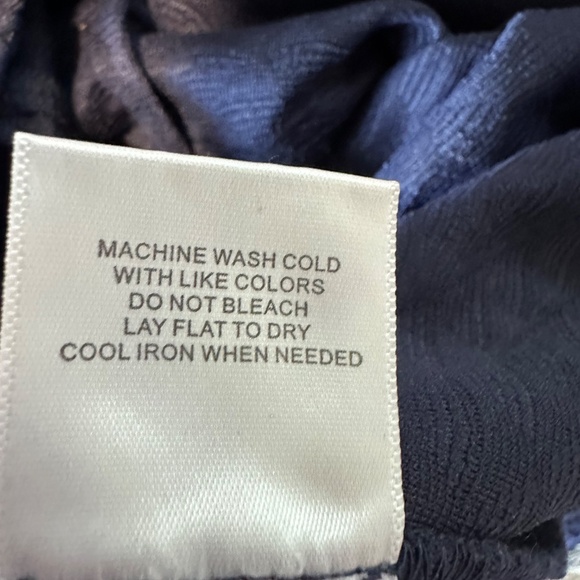 MACHINE WASH COLD
WITH LIKE COLORS
DO NOT BLEACH
LAY FLAT TO DRY
COOL IRON WHEN NEEDED